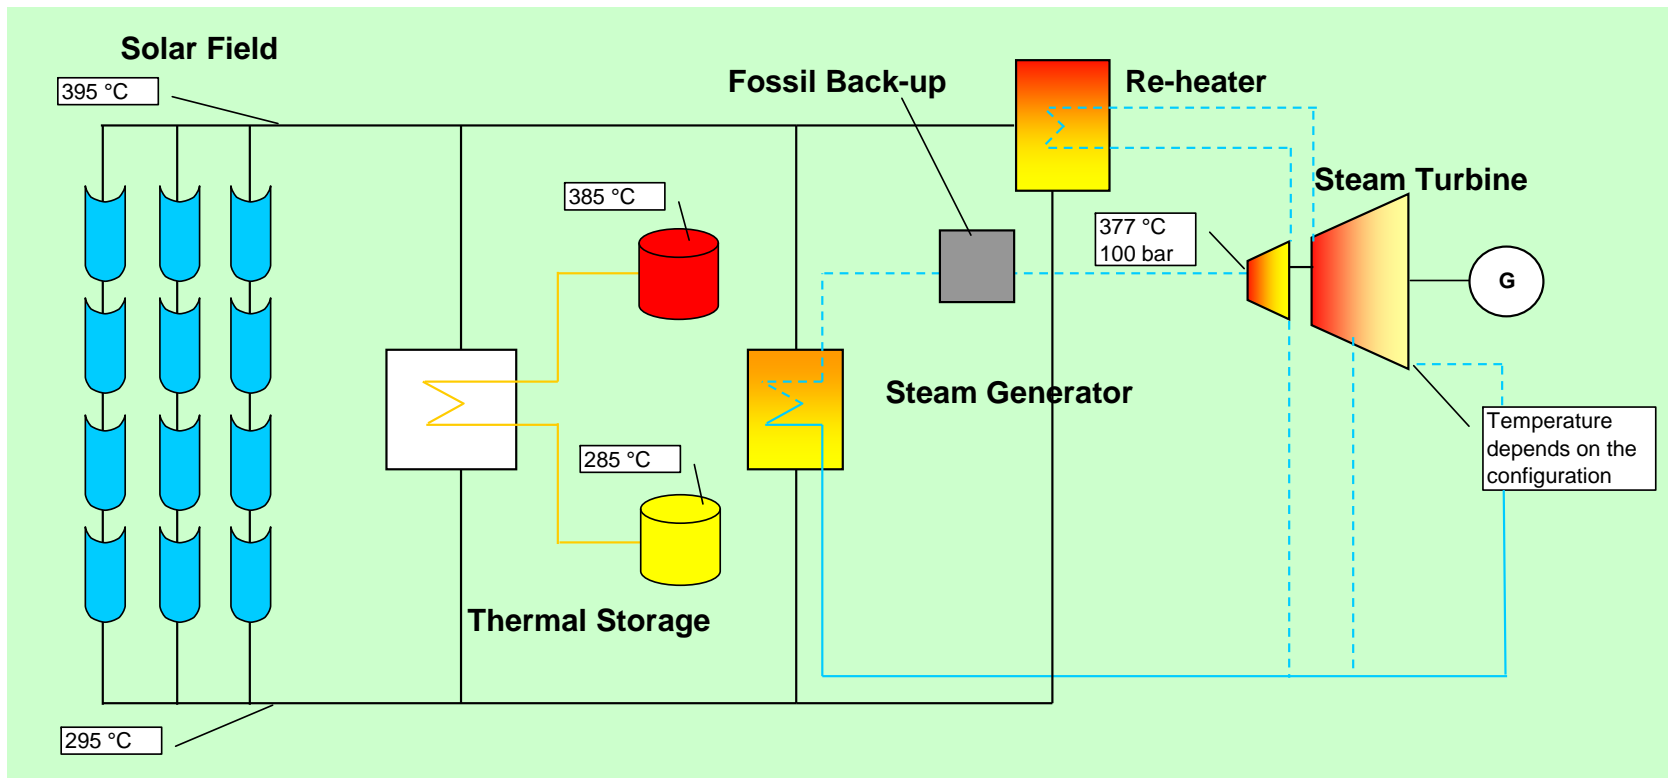 Solar Field
395 °C
Fossil Back-up
Re-heater
385 °C
Steam Turbine
377 °C
100 bar
G
Steam Generator
Temperature
depends on the
configuration
285 °C
Thermal Storage
295 °C